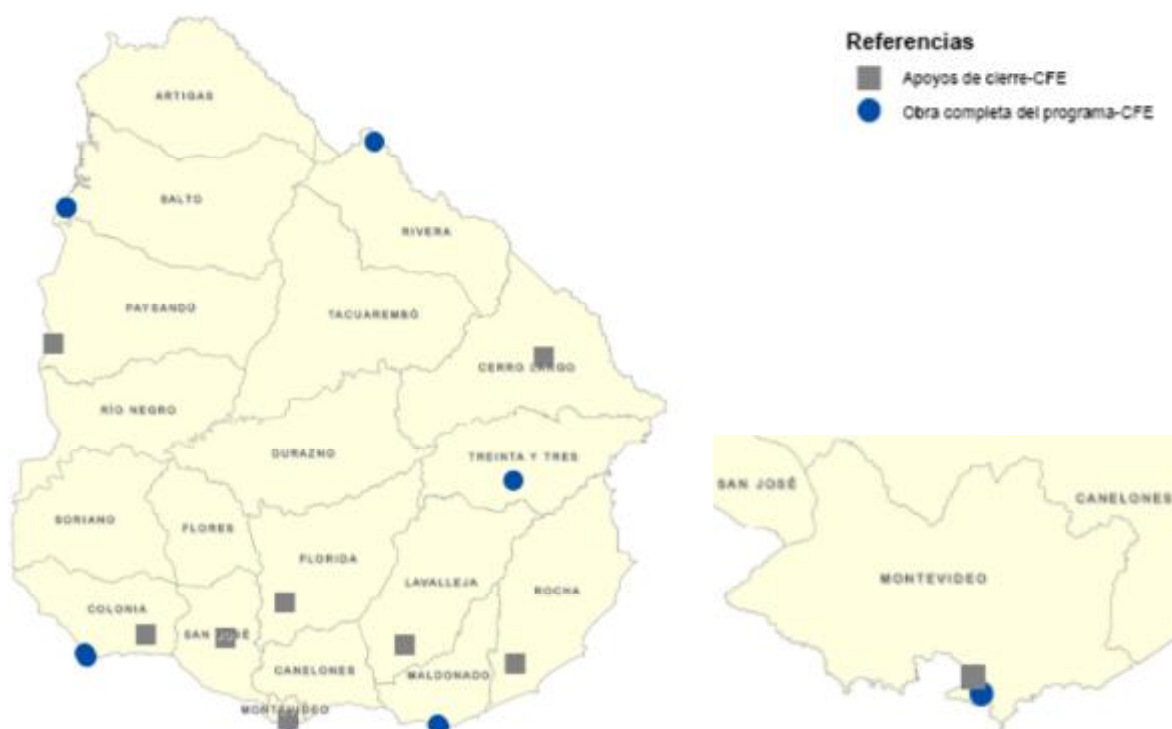 Referencias
Apoyos de cierre-CFE
Obra completa del programa-CFE
ARTIGAS
SALTO
RIVERA
PAYSANDÚ
TACUAREMBÓ
CERRO LARGO
RÍO NEGRO
DURAZNO
TREINTA Y TRES
SORIANO
FLORES
FLORIDA
LAVALLEJA
ROCHA
COLONIA
SAN JOSÉ
CANELONES
MALDONADO
MONTEVIDEO
SAN JOSÉ
CANELONES
MONTEVIDEO